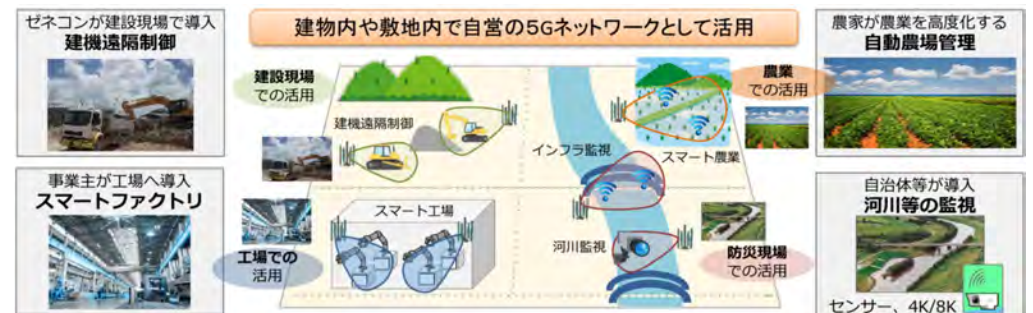 建物内や敷地内で自営の5Gネットワークとして活用
ゼネコンが建設現場で導入
建機遠隔制御
事業主が工場へ導入
スマートファクトリ
建設現場
での活用
建機遠隔制御
スマート工場
工場での
活用
農業
での活用
スマート農業
インフラ監視
河川監視
防災現場
での活用
農家が農業を高度化する
自動農場管理
自治体等が導入
河川等の監視
センサー、4K/8K